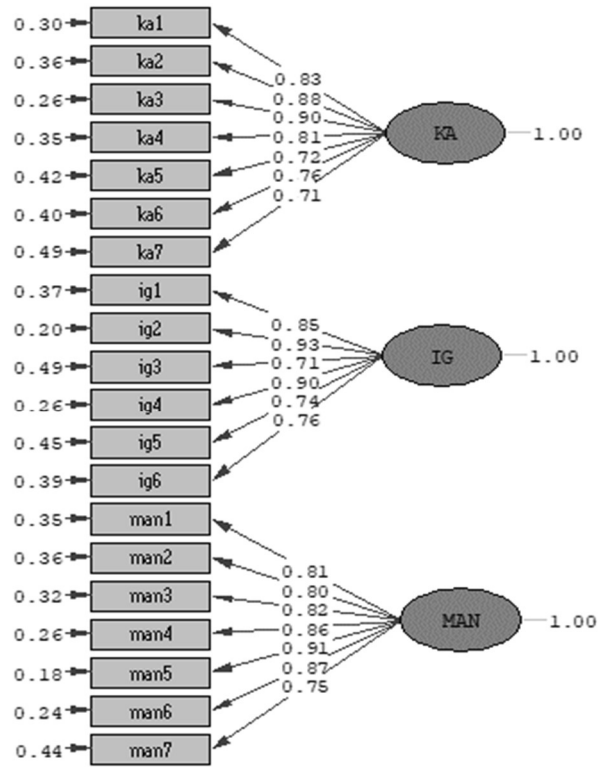 0.30 ka1
0.36 ka2
0.26 ka3
0.35 ka4
0.42 ka5
0.40 ka6
0.49 ka7
0.83
0.88
0.90
0.81
0.72
0.76
0.71
KA 1.00
0.37 ig1
0.20 ig2
0.49 ig3
0.26 ig4
0.45 ig5
0.39 ig6
0.85
0.93
0.71
0.90
0.74
0.76
IG 1.00
0.35 man1
0.36 man2
0.32 man3
0.26 man4
0.18 man5
0.24 man6
0.44 man7
0.81
0.80
0.82
0.86
0.91
0.87
0.75
MAN 1.00